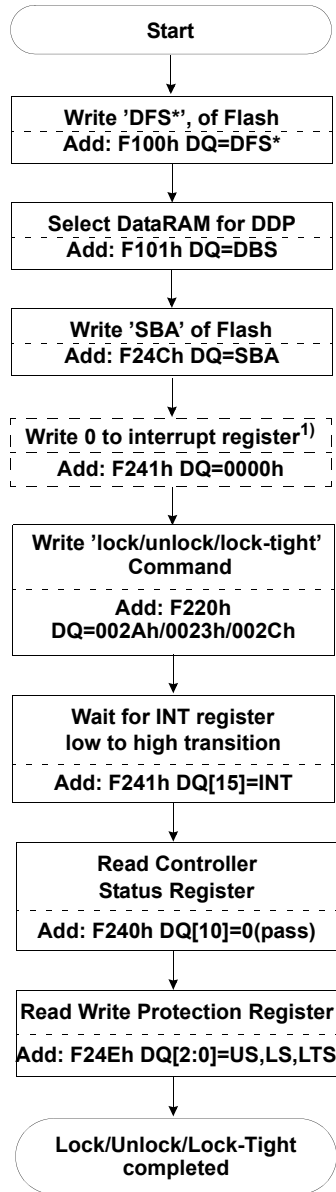 Start
Write 'DFS*', of Flash
Add: F100h DQ=DFS*
Select DataRAM for DDP
Add: F101h DQ=DBS
Write 'SBA' of Flash
Add: F24Ch DQ=SBA
Write 0 to interrupt register1)
Add: F241h DQ=0000h
Write 'lock/unlock/lock-tight'
Command
Add: F220h
DQ=002Ah/0023h/002Ch
Wait for INT register
low to high transition
Add: F241h DQ[15]=INT
Read Controller
Status Register
Add: F240h DQ[10]=0(pass)
Read Write Protection Register
Add: F24Eh DQ[2:0]=US,LS,LTS
Lock/Unlock/Lock-Tight
completed